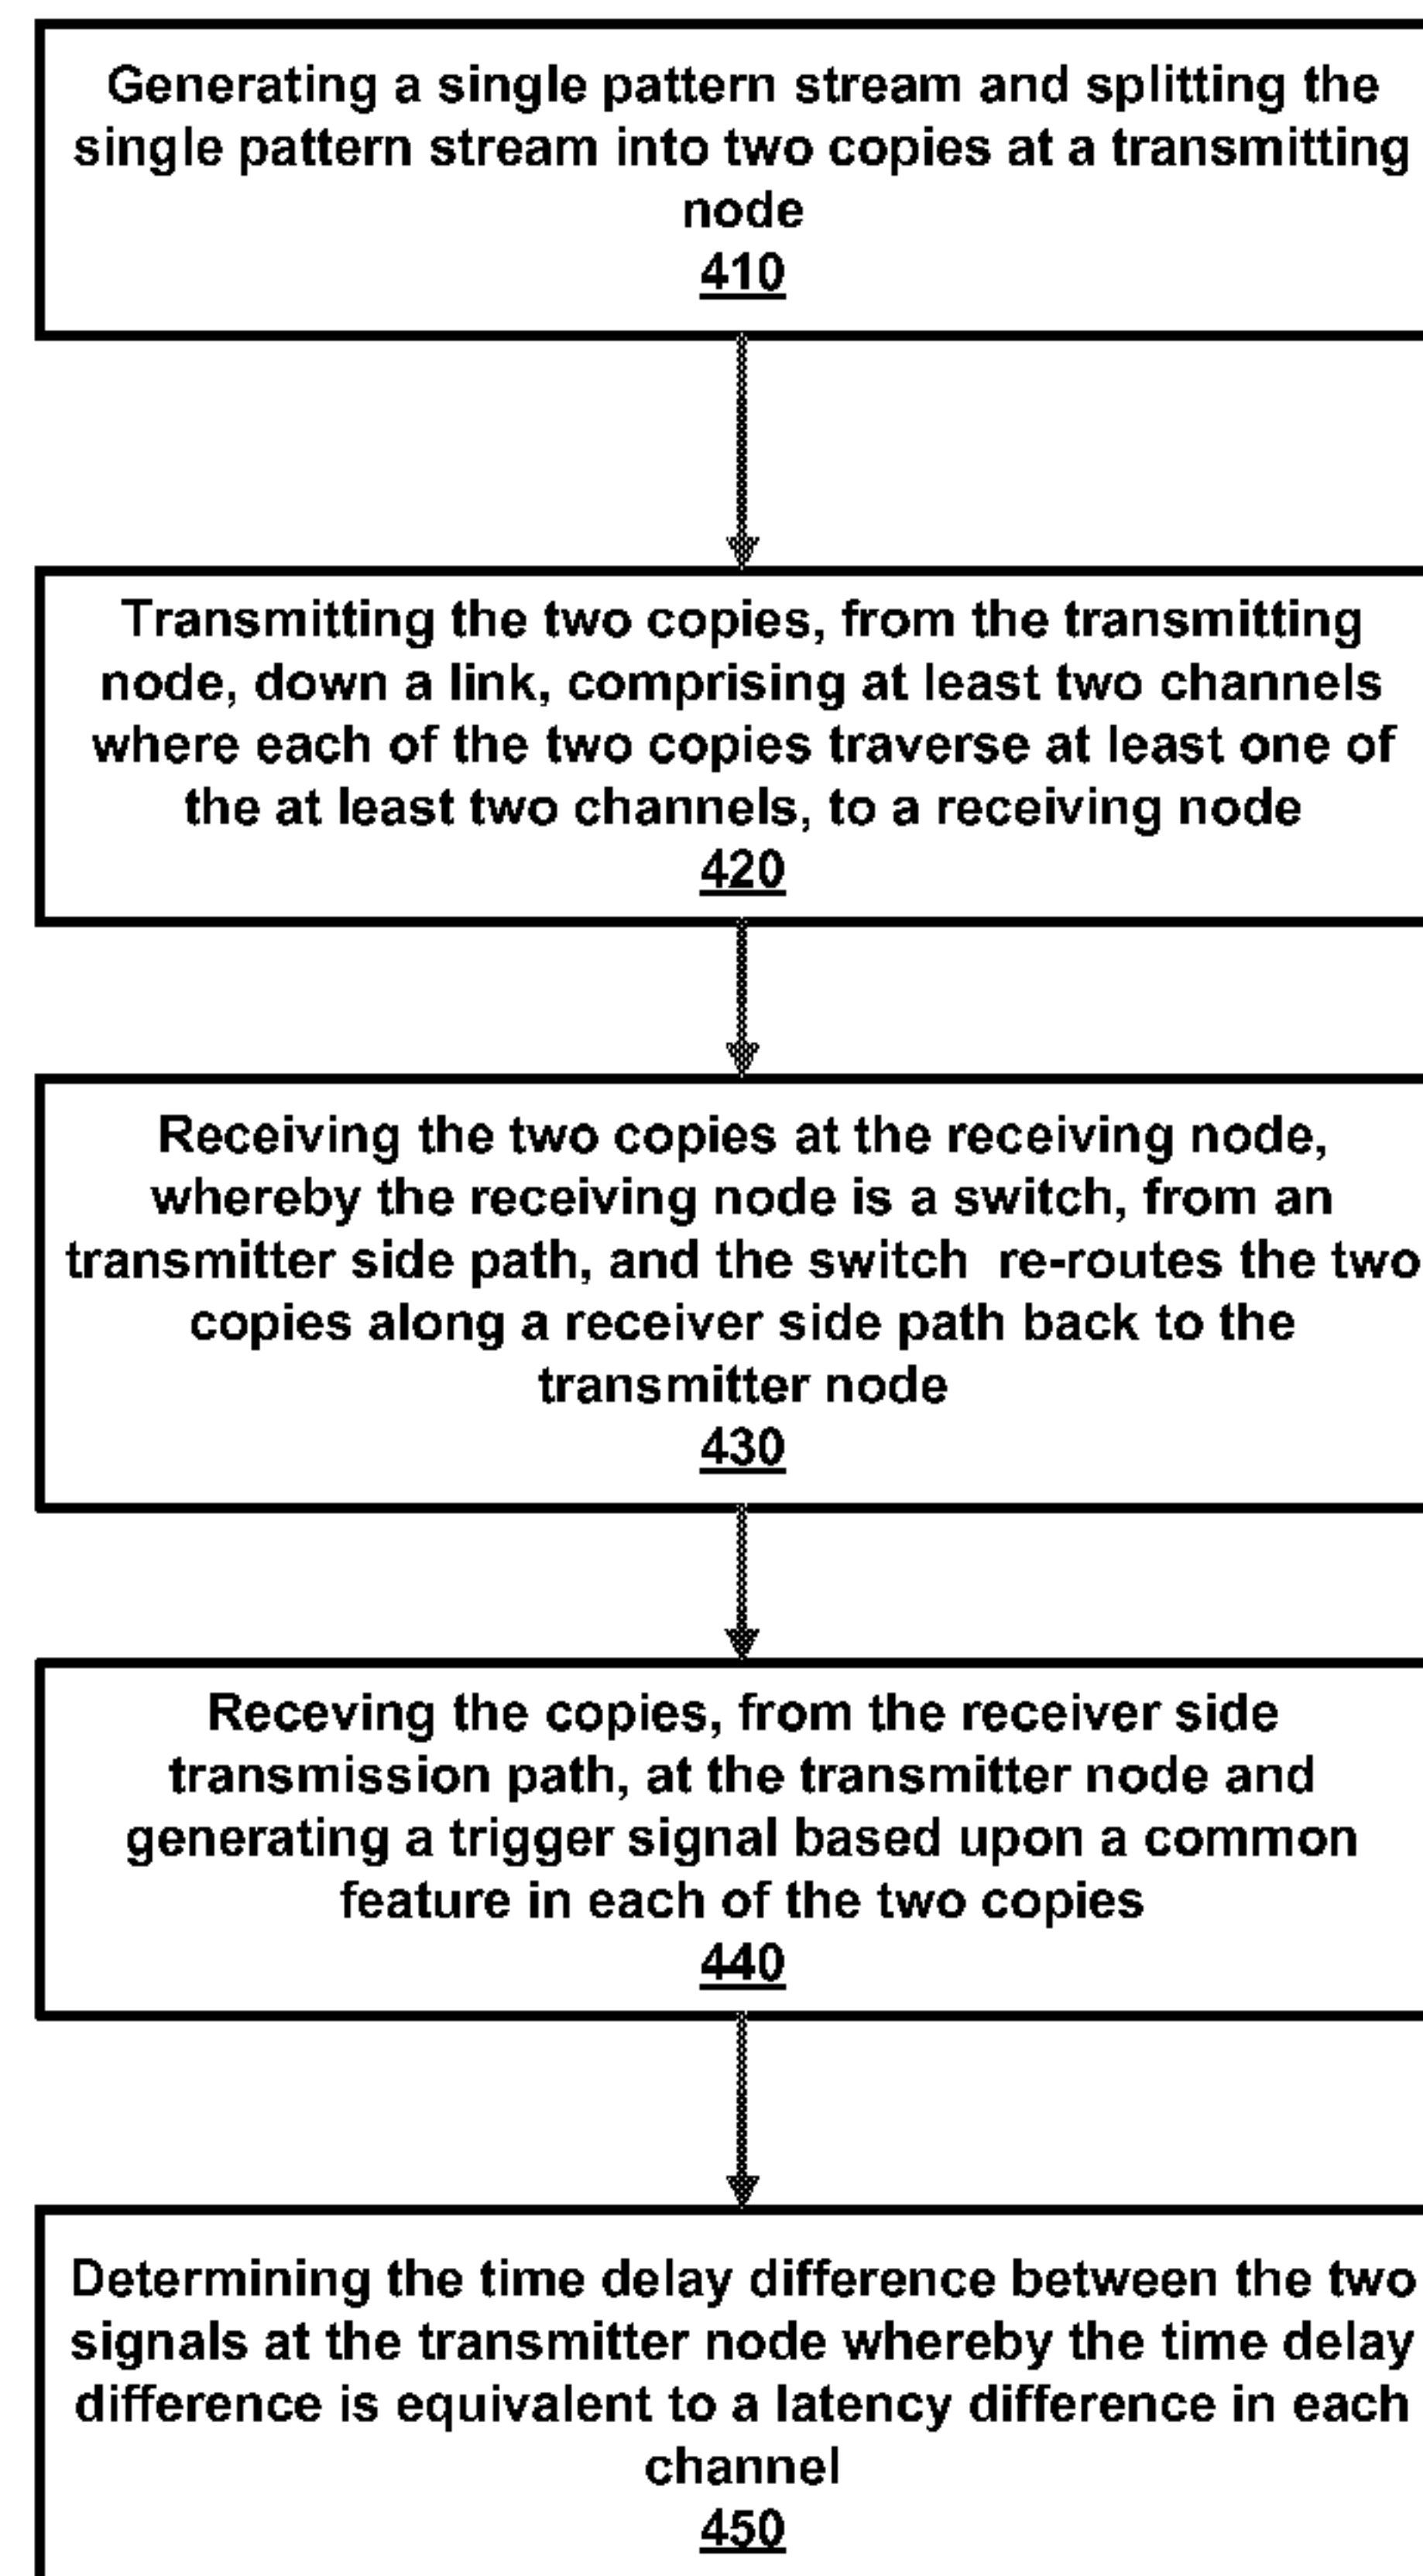 Generating a single pattern stream and splitting the
single pattern stream into two copies at a transmitting
node
410
Transmitting the two copies, from the transmitting
node, down a link, comprising at least two channels
where each of the two copies traverse at least one of
the at least two channels, to a receiving node
420
Receiving the two copies at the receiving node,
whereby the receiving node is a switch, from an
transmitter side path, and the switch  re-routes the two
copies along a receiver side path back to the
transmitter node
430
Receving the copies, from the receiver side
transmission path, at the transmitter node and
generating a trigger signal based upon a common
feature in each of the two copies
440
Determining the time delay difference between the two
signals at the transmitter node whereby the time delay
difference is equivalent to a latency difference in each
channel
450